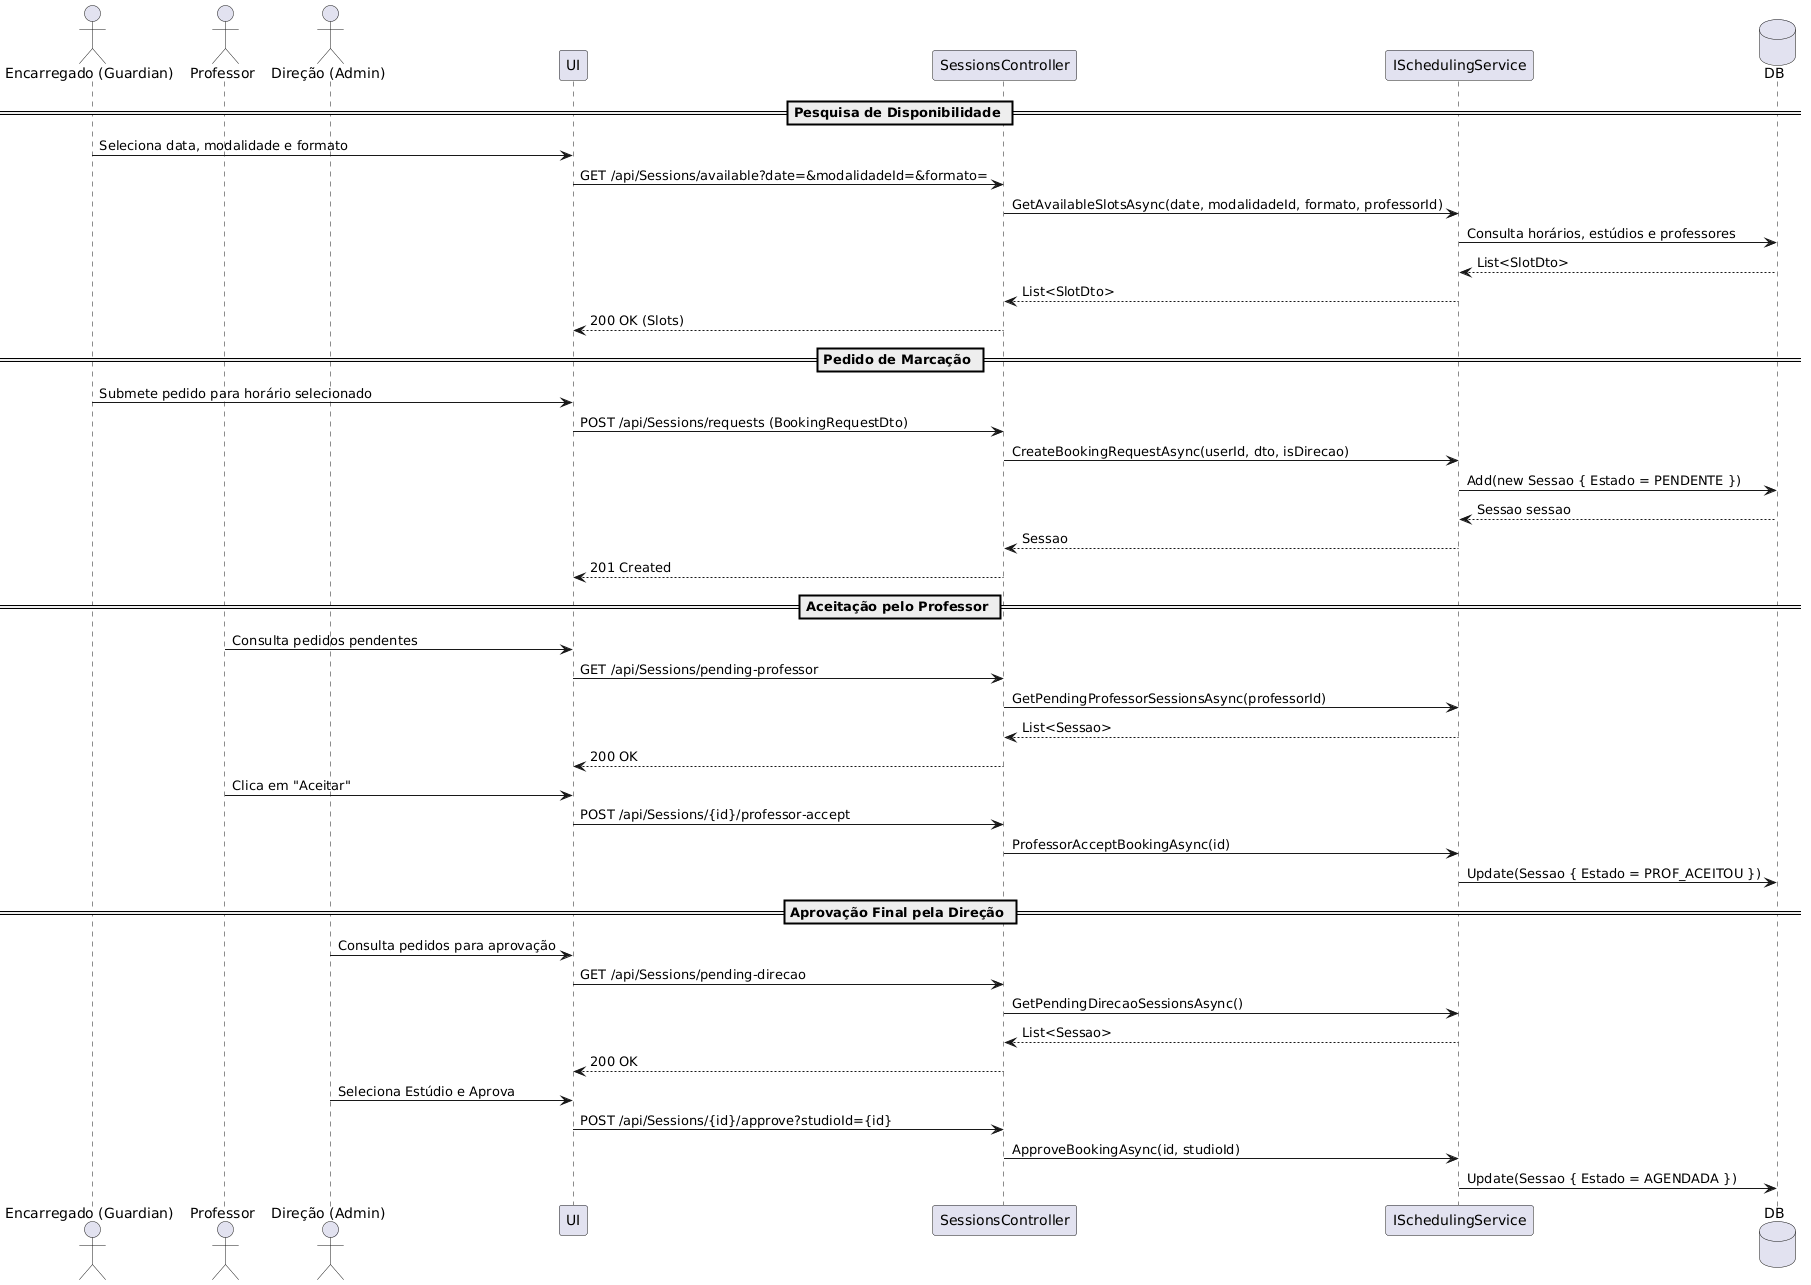 Encarregado (Guardian)
Professor
Direção (Admin)
UI
SessionsController
ISchedulingService
DB
Pesquisa de Disponibilidade
Seleciona data, modalidade e formato
GET /api/Sessions/available?date=&modalidadeId=&formato=
GetAvailableSlotsAsync(date, modalidadeId, formato, professorId)
Consulta horários, estúdios e professores
List<SlotDto>
List<SlotDto>
200 OK (Slots)
Pedido de Marcação
Submete pedido para horário selecionado
POST /api/Sessions/requests (BookingRequestDto)
CreateBookingRequestAsync(userId, dto, isDirecao)
Add(new Sessao { Estado = PENDENTE })
Sessao sessao
Sessao
201 Created
Aceitação pelo Professor
Consulta pedidos pendentes
GET /api/Sessions/pending-professor
GetPendingProfessorSessionsAsync(professorId)
List<Sessao>
200 OK
Clica em "Aceitar"
POST /api/Sessions/{id}/professor-accept
ProfessorAcceptBookingAsync(id)
Update(Sessao { Estado = PROF_ACEITOU })
Aprovação Final pela Direção
Consulta pedidos para aprovação
GET /api/Sessions/pending-direcao
GetPendingDirecaoSessionsAsync()
List<Sessao>
200 OK
Seleciona Estúdio e Aprova
POST /api/Sessions/{id}/approve?studioId={id}
ApproveBookingAsync(id, studioId)
Update(Sessao { Estado = AGENDADA })
Encarregado (Guardian)
Professor
Direção (Admin)
UI
SessionsController
ISchedulingService
DB